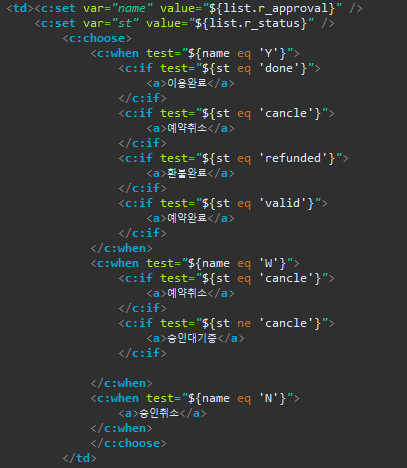 <td><c:set var="name" value="${list.r_approval}" />
<c:set var="st" value="${list.r_status}" />
<c:choose>
<c:when test="${name eq 'Y'}">
<c:if test="${st eq 'done'}">
<a>이용완료</a>
</c:if>
<c:if test="${st eq 'cancle'}">
<a>예약취소</a>
</c:if>
<c:if test="${st eq 'refunded'}">
<a>환불완료</a>
</c:if>
<c:if test="${st eq 'valid'}">
<a>예약완료</a>
</c:if>
</c:when>
<c:when test="${name eq 'W'}">
<c:if test="${st eq 'cancle'}">
<a>예약취소</a>
</c:if>
<c:if test="${st ne 'cancle'}">
<a>승인대기중</a>
</c:if>
</c:when>
<c:when test="${name eq 'N'}">
<a>승인취소</a>
</c:when>
</c:choose>
</td>